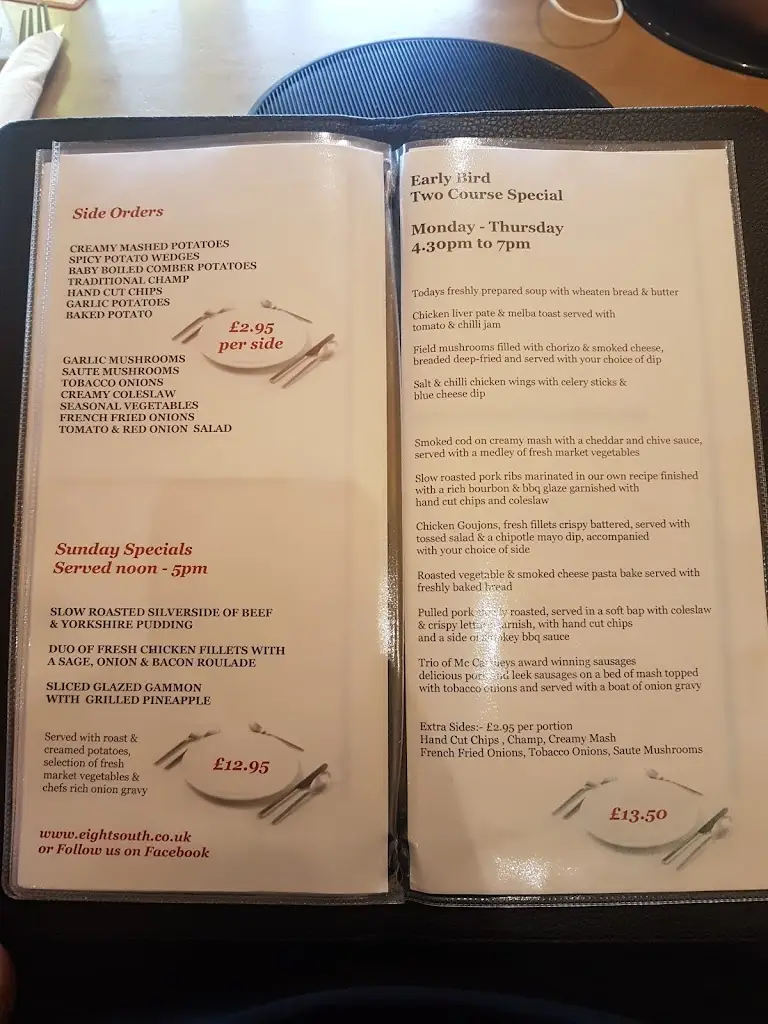 Side Orders
CREAMY MASHED POTATOES
SPICY POTATO WEDGES
BABY BOILED COMBER POTATOES
TRADITIONAL CHAMP
HAND CUT CHIPS
GARLIC POTATOES
BAKED POTATO
£2.95
per side
GARLIC MUSHROOMS
SAUTE MUSHROOMS
TOBACCO ONIONS
CREAMY COLESLAW
SEASONAL VEGETABLES
FRENCH FRIED ONIONS
TOMATO & RED ONION SALAD
Sunday Specials
Served noon - 5pm
SLOW ROASTED SILVERSIDE OF BEEF
& YORKSHIRE PUDDING
DUO OF FRESH CHICKEN FILLETS WITH
A SAGE, ONION & BACON ROULADE
SLICED GLAZED GAMMON
WITH GRILLED PINEAPPLE
Served with roast &
creamed potatoes,
selection of fresh
market vegetables &
chefs rich onion gravy
£12.95
www.eightsouth.co.uk
or Follow us on Facebook
Early Bird
Two Course Special
Monday - Thursday
4.30pm to 7pm
Todays freshly prepared soup with wheaten bread & butter
Chicken liver pate & melba toast served with
tomato & chilli jam
Field mushrooms filled with chorizo & smoked cheese,
breaded deep-fried and served with your choice of dip
Salt & chilli chicken wings with celery sticks &
blue cheese dip
Smoked cod on creamy mash with a cheddar and chive sauce,
served with a medley of fresh market vegetables
Slow roasted pork ribs marinated in our own recipe finished
with a rich bourbon & bbq glaze garnished with
hand cut chips and coleslaw
Chicken Goujons, fresh fillets crispy battered, served with
tossed salad & a chipotle mayo dip, accompanied
with your choice of side
Roasted vegetable & smoked cheese pasta bake served with
freshly baked bread
Pulled pork roasted, served in a soft bap with coleslaw
& crispy lettuce garnish, with hand cut chips
and a side of smokey bbq sauce
Trio of Mc award winning sausages
delicious pork and leek sausages on a bed of mash topped
with tobacco onions and served with a boat of onion gravy
Extra Sides:- £2.95 per portion
Hand Cut Chips , Champ, Creamy Mash
French Fried Onions, Tobacco Onions, Saute Mushrooms
£13.50